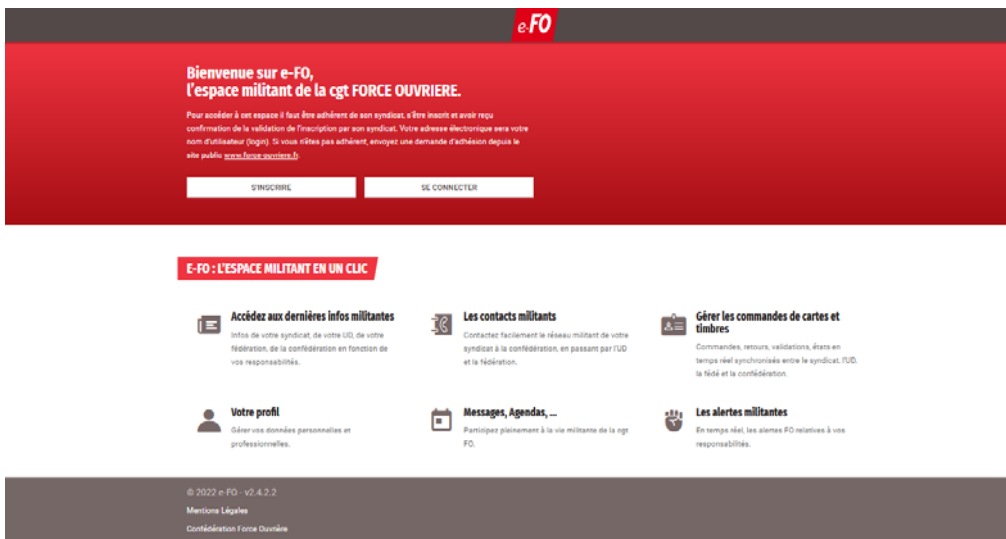 e-FO
Bienvenue sur e-FO,
l'espace militant de la cgt FORCE OUVRIERE.
Pour accéder à cet espace il faut être adhérent de son syndicat, s'être inscrit et avoir reçu
confirmation de la validation de l'inscription par son syndicat. Votre adresse électronique sera votre
nom d'utilisateur (login). Si vous n'êtes pas adhérent, envoyez une demande d'adhésion depuis le
site public www.force-ouvriere.fr.
S'INSCRIRE
SE CONNECTER
E-FO : L'ESPACE MILITANT EN UN CLIC
Accédez aux dernières infos militantes
Infos de votre syndicat, de votre UD, de votre
fédération, de la confédération en fonction de
vos responsabilités.
Les contacts militants
Contactez facilement le réseau militant de votre
syndicat à la confédération, en passant par l'UD
et la fédération.
Gérer les commandes de cartes et
timbres
Commandes, retours, validations, états en
temps réel synchronisés entre le syndicat, l'UD,
la fédé et la confédération.
Votre profil
Gérer vos données personnelles et
professionnelles.
Messages, Agendas, ...
Participez pleinement à la vie militante de la cgt
FO.
Les alertes militantes
En temps réel, les alertes FO relatives à vos
responsabilités.
© 2022 e-FO - v2.4.2.2
Mentions Légales
Confédération Force Ouvrière